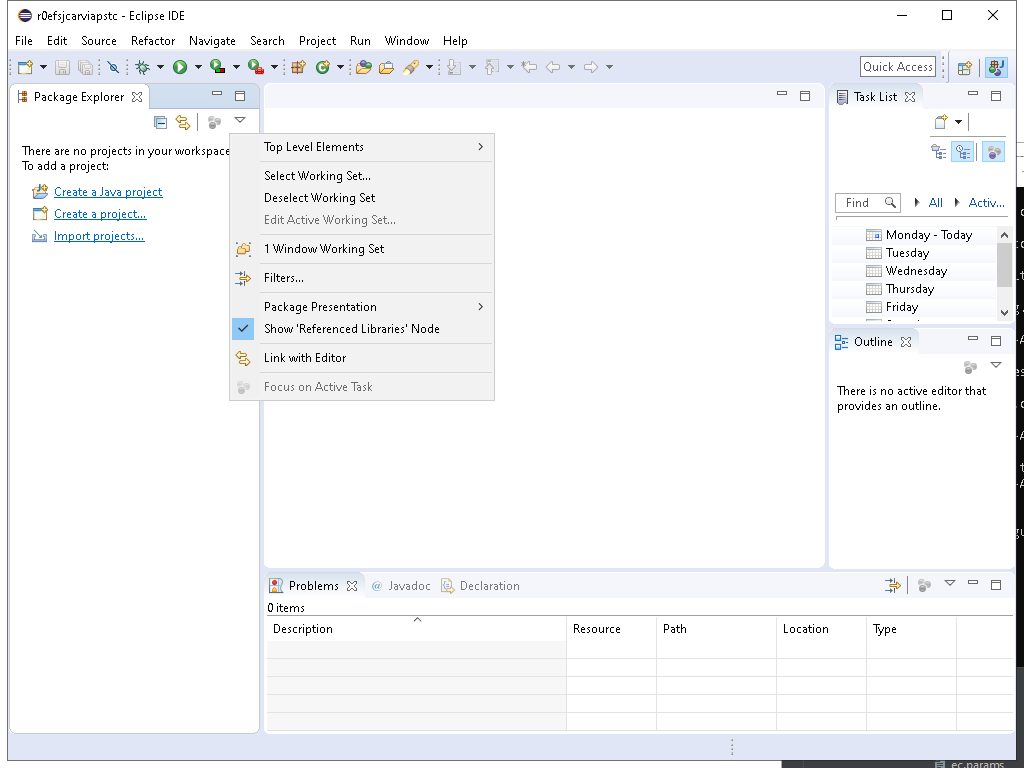 r0efsjcarviapstc - Eclipse IDE
File Edit Source Refactor Navigate Search Project Run Window Help
Quick Access
Package Explorer
There are no projects in your workspace
To add a project:
Create a Java project
Create a project...
Import projects...
Top Level Elements
Select Working Set...
Deselect Working Set
Edit Active Working Set...
1 Window Working Set
Filters...
Package Presentation
Show 'Referenced Libraries' Node
Link with Editor
Focus on Active Task
Task List
Find All Activ...
Monday - Today
Tuesday
Wednesday
Thursday
Friday
Outline
There is no active editor that
provides an outline.
Problems @ Javadoc Declaration
0 items
Description Resource Path Location Type
ec.params